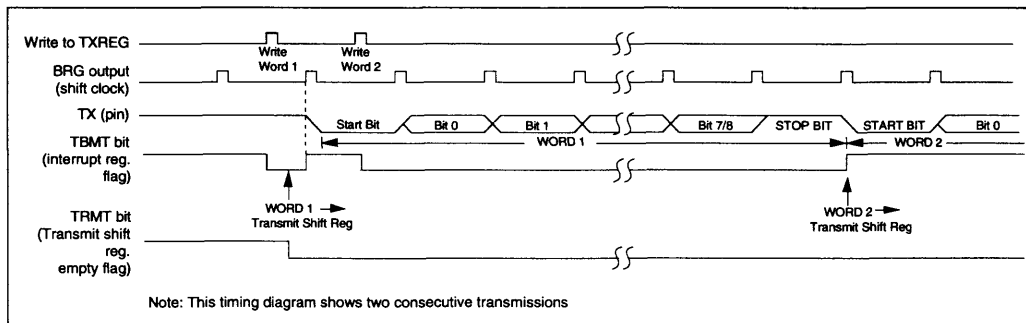 Write to TXREG
Write
Word 1
Write
Word 2
BRG output
(shift clock)
TX (pin)
Start Bit
Bit 0
Bit 1
Bit 7/8
STOP BIT
START BIT
Bit 0
WORD 1
WORD 2
TBMT bit
(interrupt reg.
flag)
WORD 1
Transmit Shift Reg
WORD 2
Transmit Shift Reg
TRMT bit
(Transmit shift
reg.
empty flag)
Note: This timing diagram shows two consecutive transmissions